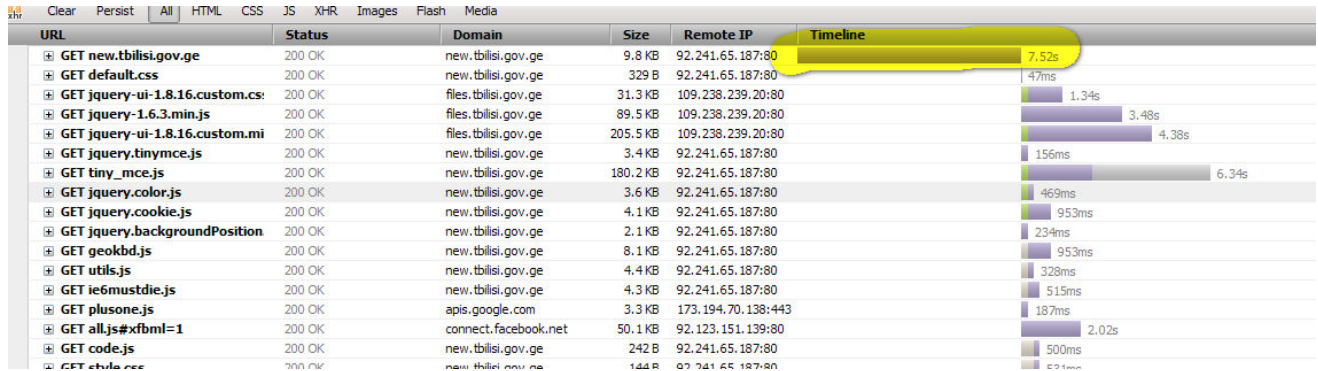 xhr Clear Persist All HTML CSS JS XHR Images Flash Media
URL Status Domain Size Remote IP Timeline
GET new.tbilisi.gov.ge 200 OK new.tbilisi.gov.ge 9.8 KB 92.241.65.187:80 7.52s
GET default.css 200 OK new.tbilisi.gov.ge 329 B 92.241.65.187:80 47ms
GET jquery-ui-1.8.16.custom.cs 200 OK files.tbilisi.gov.ge 31.3 KB 109.238.239.20:80 1.34s
GET jquery-1.6.3.min.js 200 OK files.tbilisi.gov.ge 89.5 KB 109.238.239.20:80 3.48s
GET jquery-ui-1.8.16.custom.mi 200 OK files.tbilisi.gov.ge 205.5 KB 109.238.239.20:80 4.38s
GET jquery.tinymce.js 200 OK new.tbilisi.gov.ge 3.4 KB 92.241.65.187:80 156ms
GET tiny_mce.js 200 OK new.tbilisi.gov.ge 180.2 KB 92.241.65.187:80 6.34s
GET jquery.color.js 200 OK new.tbilisi.gov.ge 3.6 KB 92.241.65.187:80 469ms
GET jquery.cookie.js 200 OK new.tbilisi.gov.ge 4.1 KB 92.241.65.187:80 953ms
GET jquery.backgroundPosition. 200 OK new.tbilisi.gov.ge 2.1 KB 92.241.65.187:80 234ms
GET geokbd.js 200 OK new.tbilisi.gov.ge 8.1 KB 92.241.65.187:80 953ms
GET utils.js 200 OK new.tbilisi.gov.ge 4.4 KB 92.241.65.187:80 328ms
GET ie6mustdie.js 200 OK new.tbilisi.gov.ge 4.3 KB 92.241.65.187:80 515ms
GET plusone.js 200 OK apis.google.com 3.3 KB 173.194.70.138:443 187ms
GET all.js#xfbml=1 200 OK connect.facebook.net 50.1 KB 92.123.151.139:80 2.02s
GET code.js 200 OK new.tbilisi.gov.ge 242 B 92.241.65.187:80 500ms
GET style.css 200 OK new.tbilisi.gov.ge 144 B 92.241.65.187:80 531ms